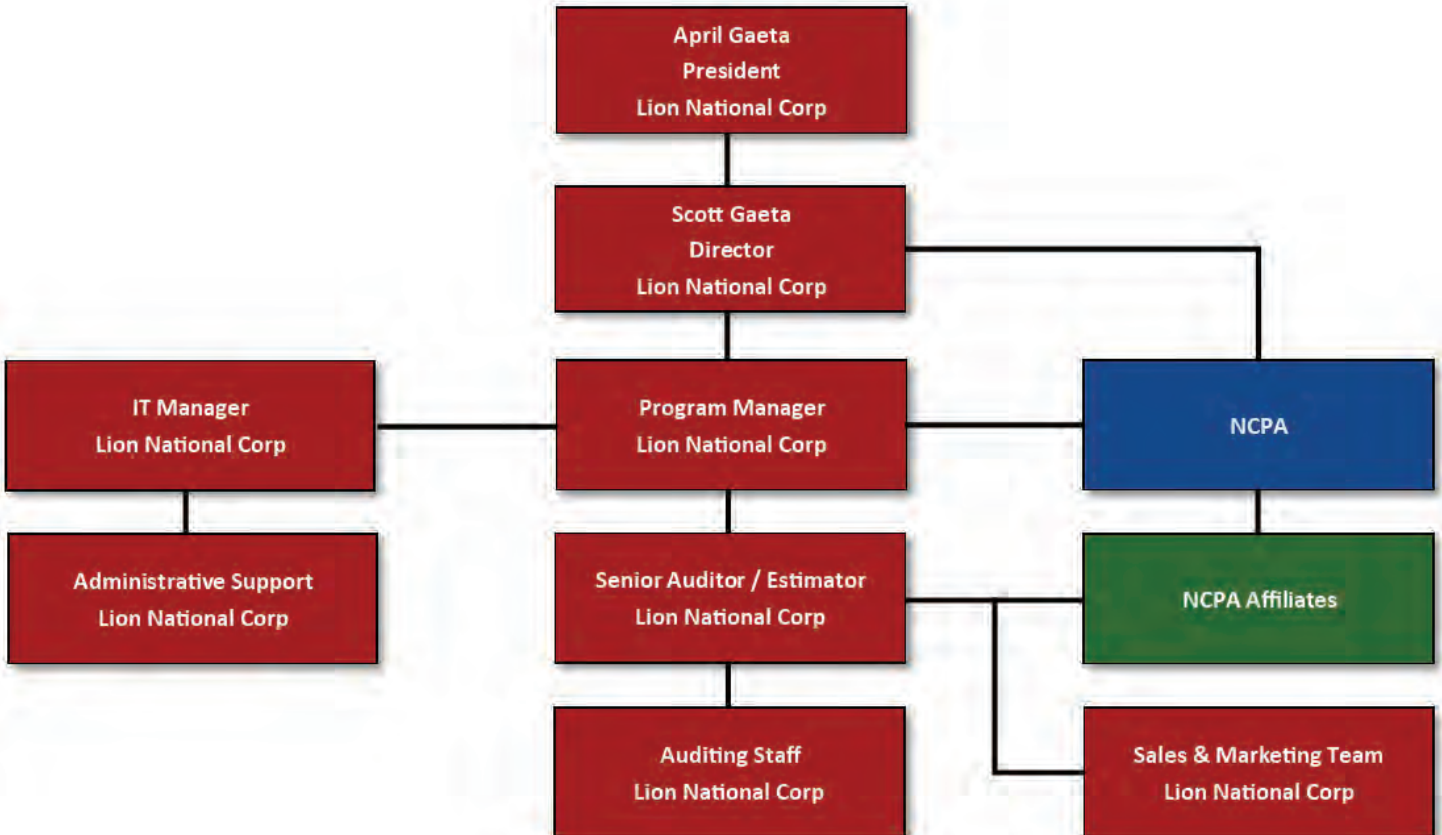 April Gaeta
President
Lion National Corp
Scott Gaeta
Director
Lion National Corp
IT Manager
Lion National Corp
Program Manager
Lion National Corp
NCPA
Administrative Support
Lion National Corp
Senior Auditor / Estimator
Lion National Corp
NCPA Affiliates
Auditing Staff
Lion National Corp
Sales & Marketing Team
Lion National Corp